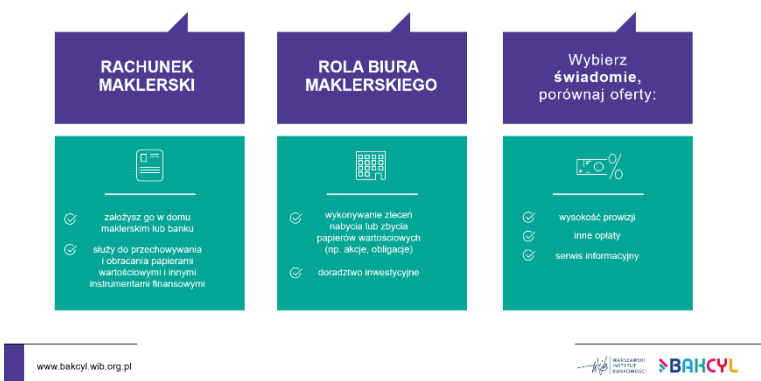 RACHUNEK
MAKLERSKI
założysz go w domu
maklerskim lub banku
służy do przechowywania
i obracania papierami
wartościowymi i innymi
instrumentami finansowymi
ROLA BIURA
MAKLERSKIEGO
wykonywanie zleceń
nabycia lub zbycia
papierów wartościowych
(np. akcje, obligacje)
doradztwo inwestycyjne
Wybierz
świadomie,
porównaj oferty:
wysokość prowizji
inne opłaty
serwis informacyjny
www.bakcyl.wib.org.pl
wib
WARSZAWSKI
INSTYTUT
BANKOWOŚCI
BAKCYL